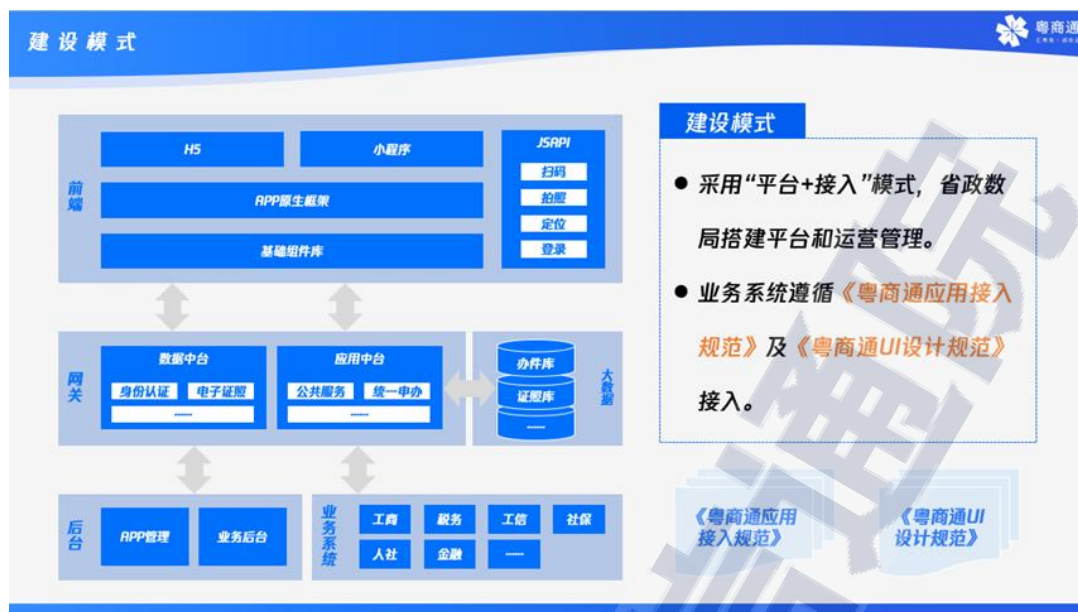 建设模式
粤商通
前端
H5
小程序
JSAPI
扫码
拍照
定位
登录
APP原生框架
基础组件库
网关
数据中台
身份认证
电子证照
......
应用中台
公共服务
统一申办
......
办件库
证照库
......
大数据
后台
APP管理
业务后台
业务系统
工商
税务
工信
社保
人社
金融
......
建设模式
● 采用“平台+接入”模式，省政数
局搭建平台和运营管理。
● 业务系统遵循《粤商通应用接入
规范》及《粤商通UI设计规范》
接入。
《粤商通应用
接入规范》
《粤商通UI
设计规范》
通院